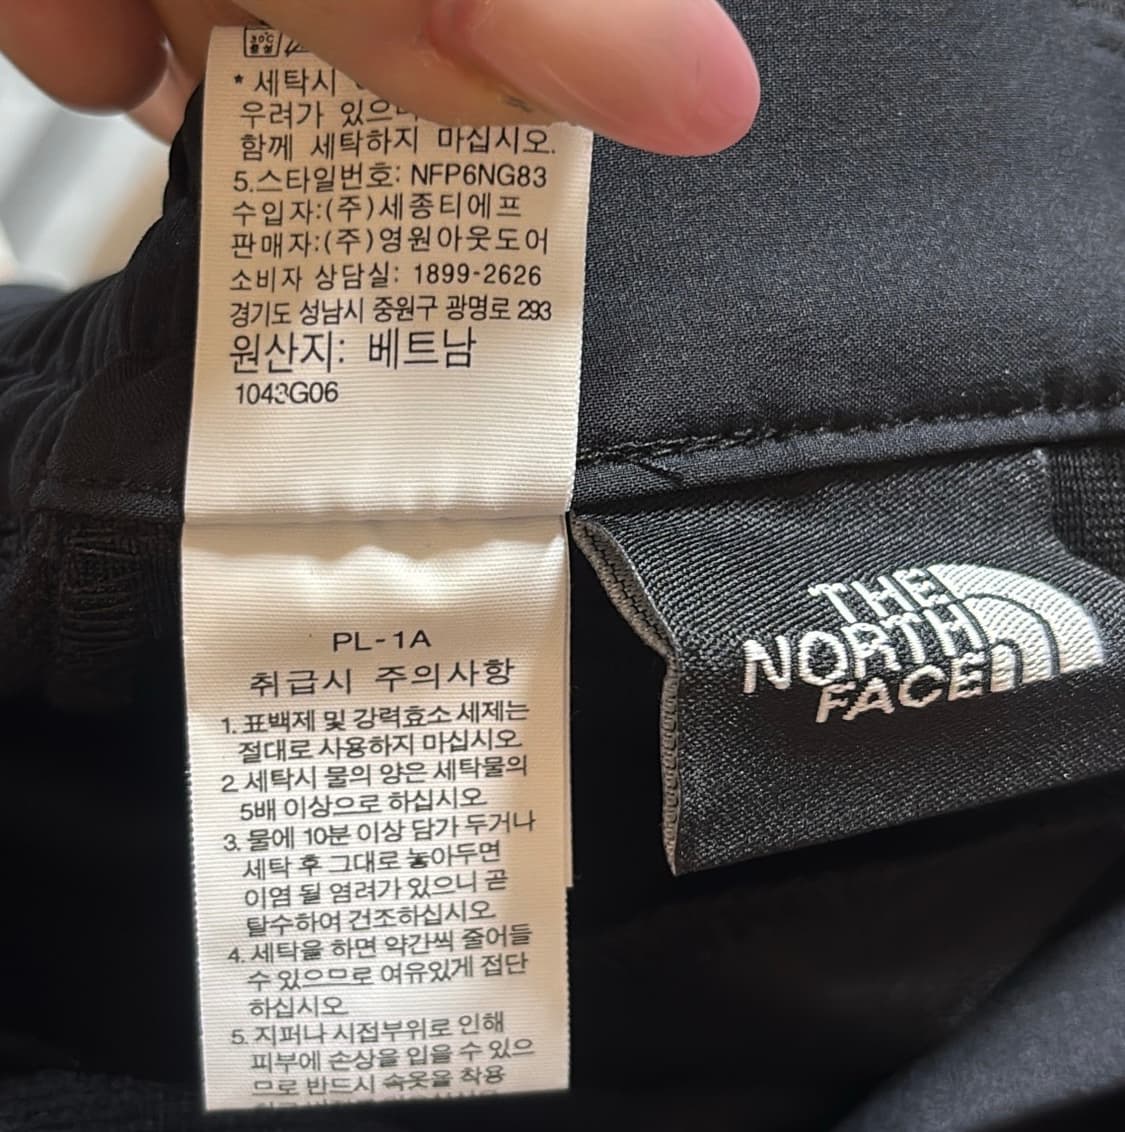 30℃
중성
* 세탁시
우려가 있으
함께 세탁하지 마십시오.
5.스타일번호: NFP6NG83
수입자:(주)세종티에프
판매자:(주)영원아웃도어
소비자 상담실: 1899-2626
경기도 성남시 중원구 광명로 293
원산지: 베트남
1043G06
PL-1A
취급시 주의사항
1. 표백제 및 강력효소 세제는
절대로 사용하지 마십시오.
2. 세탁시 물의 양은 세탁물의
5배 이상으로 하십시오.
3. 물에 10분 이상 담가 두거나
세탁 후 그대로 놓아두면
이염 될 염려가 있으니 곧
탈수하여 건조하십시오.
4. 세탁을 하면 약간씩 줄어들
수 있으므로 여유있게 접단
하십시오.
5. 지퍼나 시접부위로 인해
피부에 손상을 입을 수 있으
므로 반드시 속옷을 착용
THE
NORTH
FACE